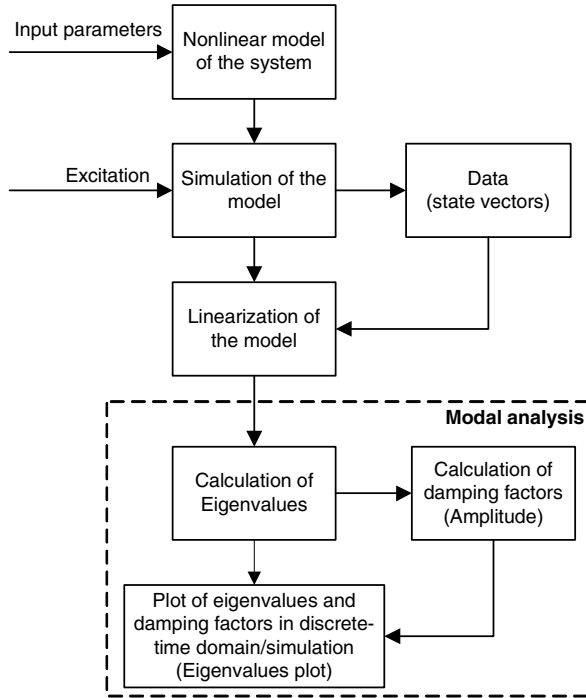 Input parameters
Nonlinear model
of the system
Excitation
Simulation of the
model
Data
(state vectors)
Linearization of
the model
Modal analysis
Calculation of
Eigenvalues
Calculation of
damping factors
(Amplitude)
Plot of eigenvalues and
damping factors in discrete-
time domain/simulation
(Eigenvalues plot)